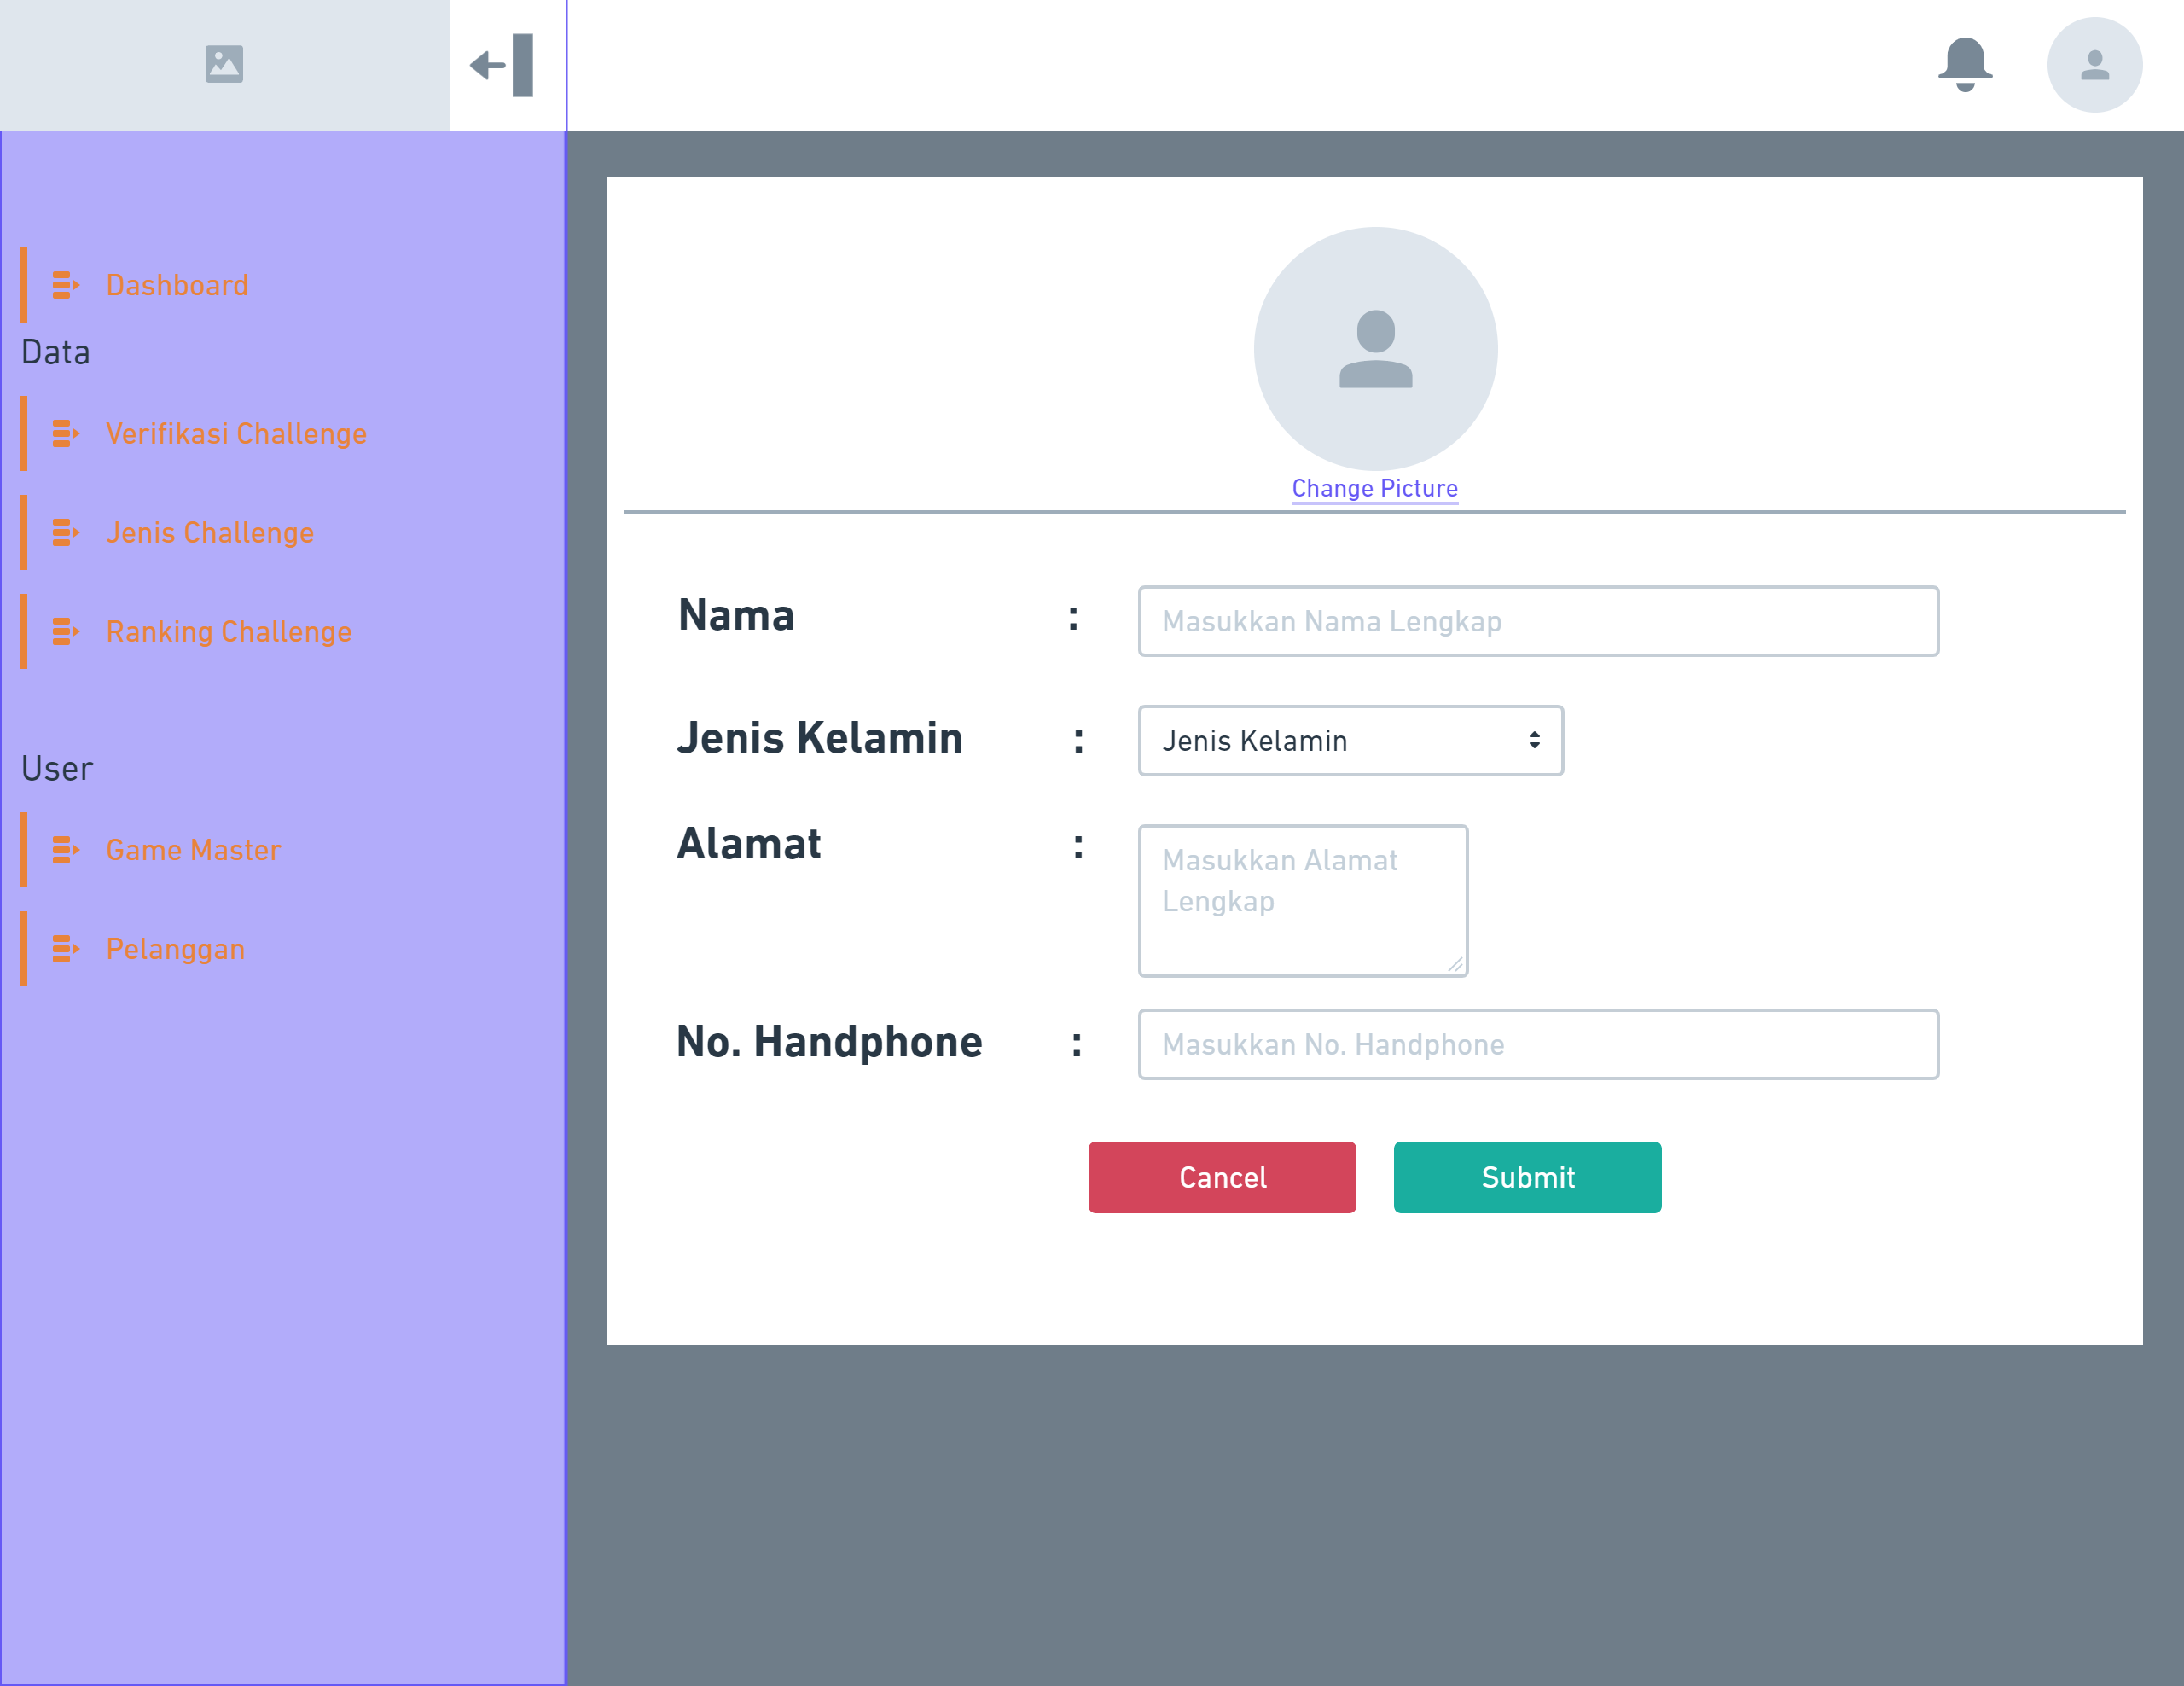 Dashboard
Data
Verifikasi Challenge
Jenis Challenge
Ranking Challenge
User
Game Master
Pelanggan
Change Picture
Nama : Masukkan Nama Lengkap
Jenis Kelamin : Jenis Kelamin
Alamat : Masukkan Alamat
Lengkap
No. Handphone : Masukkan No. Handphone
Cancel Submit